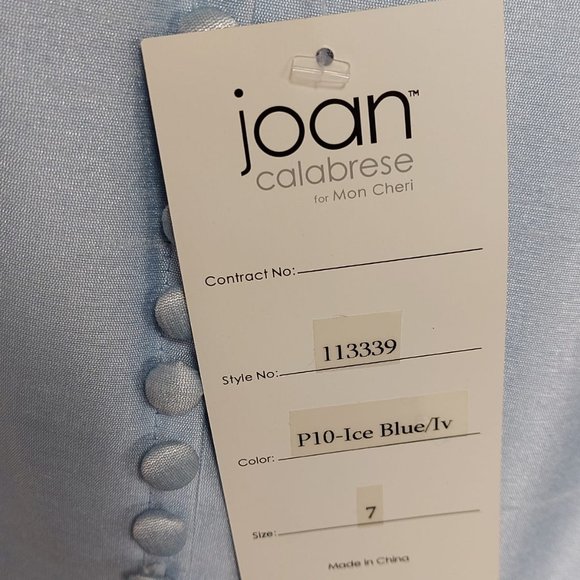 joan™
calabrese
for Mon Cheri
Contract No:
Style No: 113339
Color: P10-Ice Blue/Iv
Size: 7
Made in China